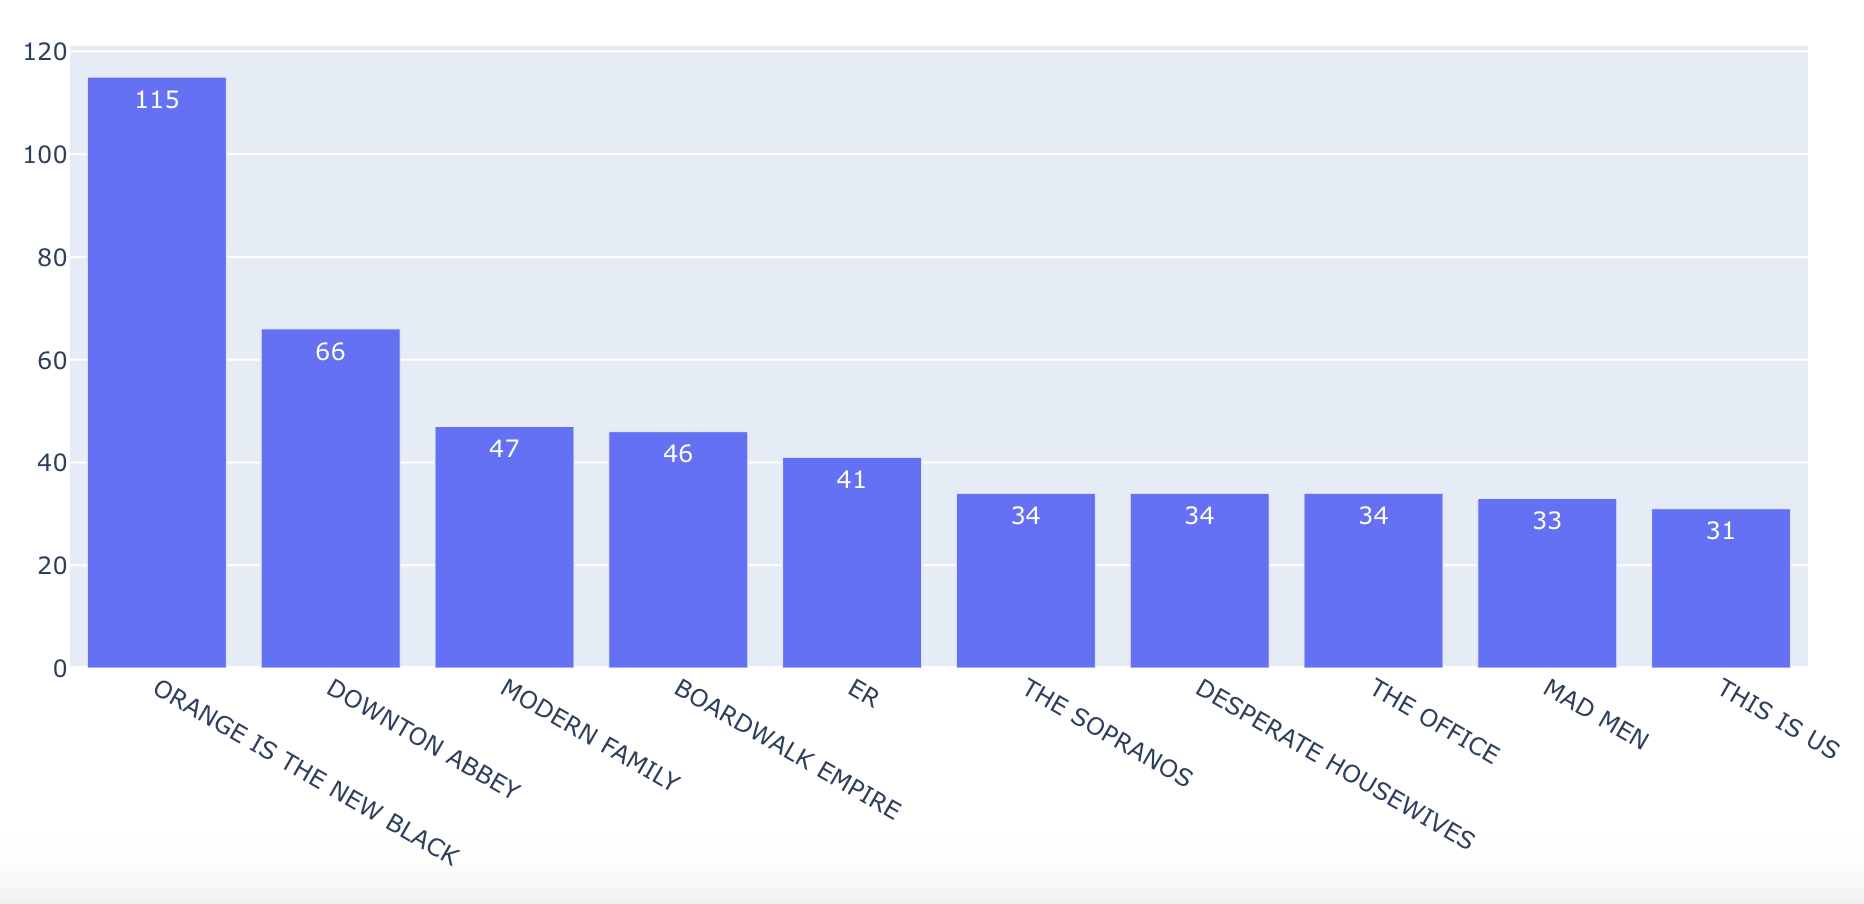 120
100
80
60
40
20
0
115
66
47
46
41
34
34
34
33
31
ORANGE IS THE NEW BLACK
DOWNTON ABBEY
MODERN FAMILY
BOARDWALK EMPIRE
ER
THE SOPRANOS
DESPERATE HOUSEWIVES
THE OFFICE
MAD MEN
THIS IS US